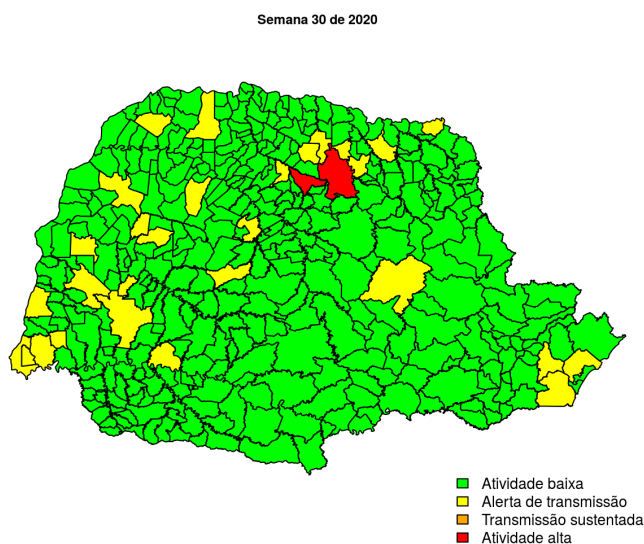 Semana 30 de 2020
Atividade baixa
Alerta de transmissão
Transmissão sustentada
Atividade alta